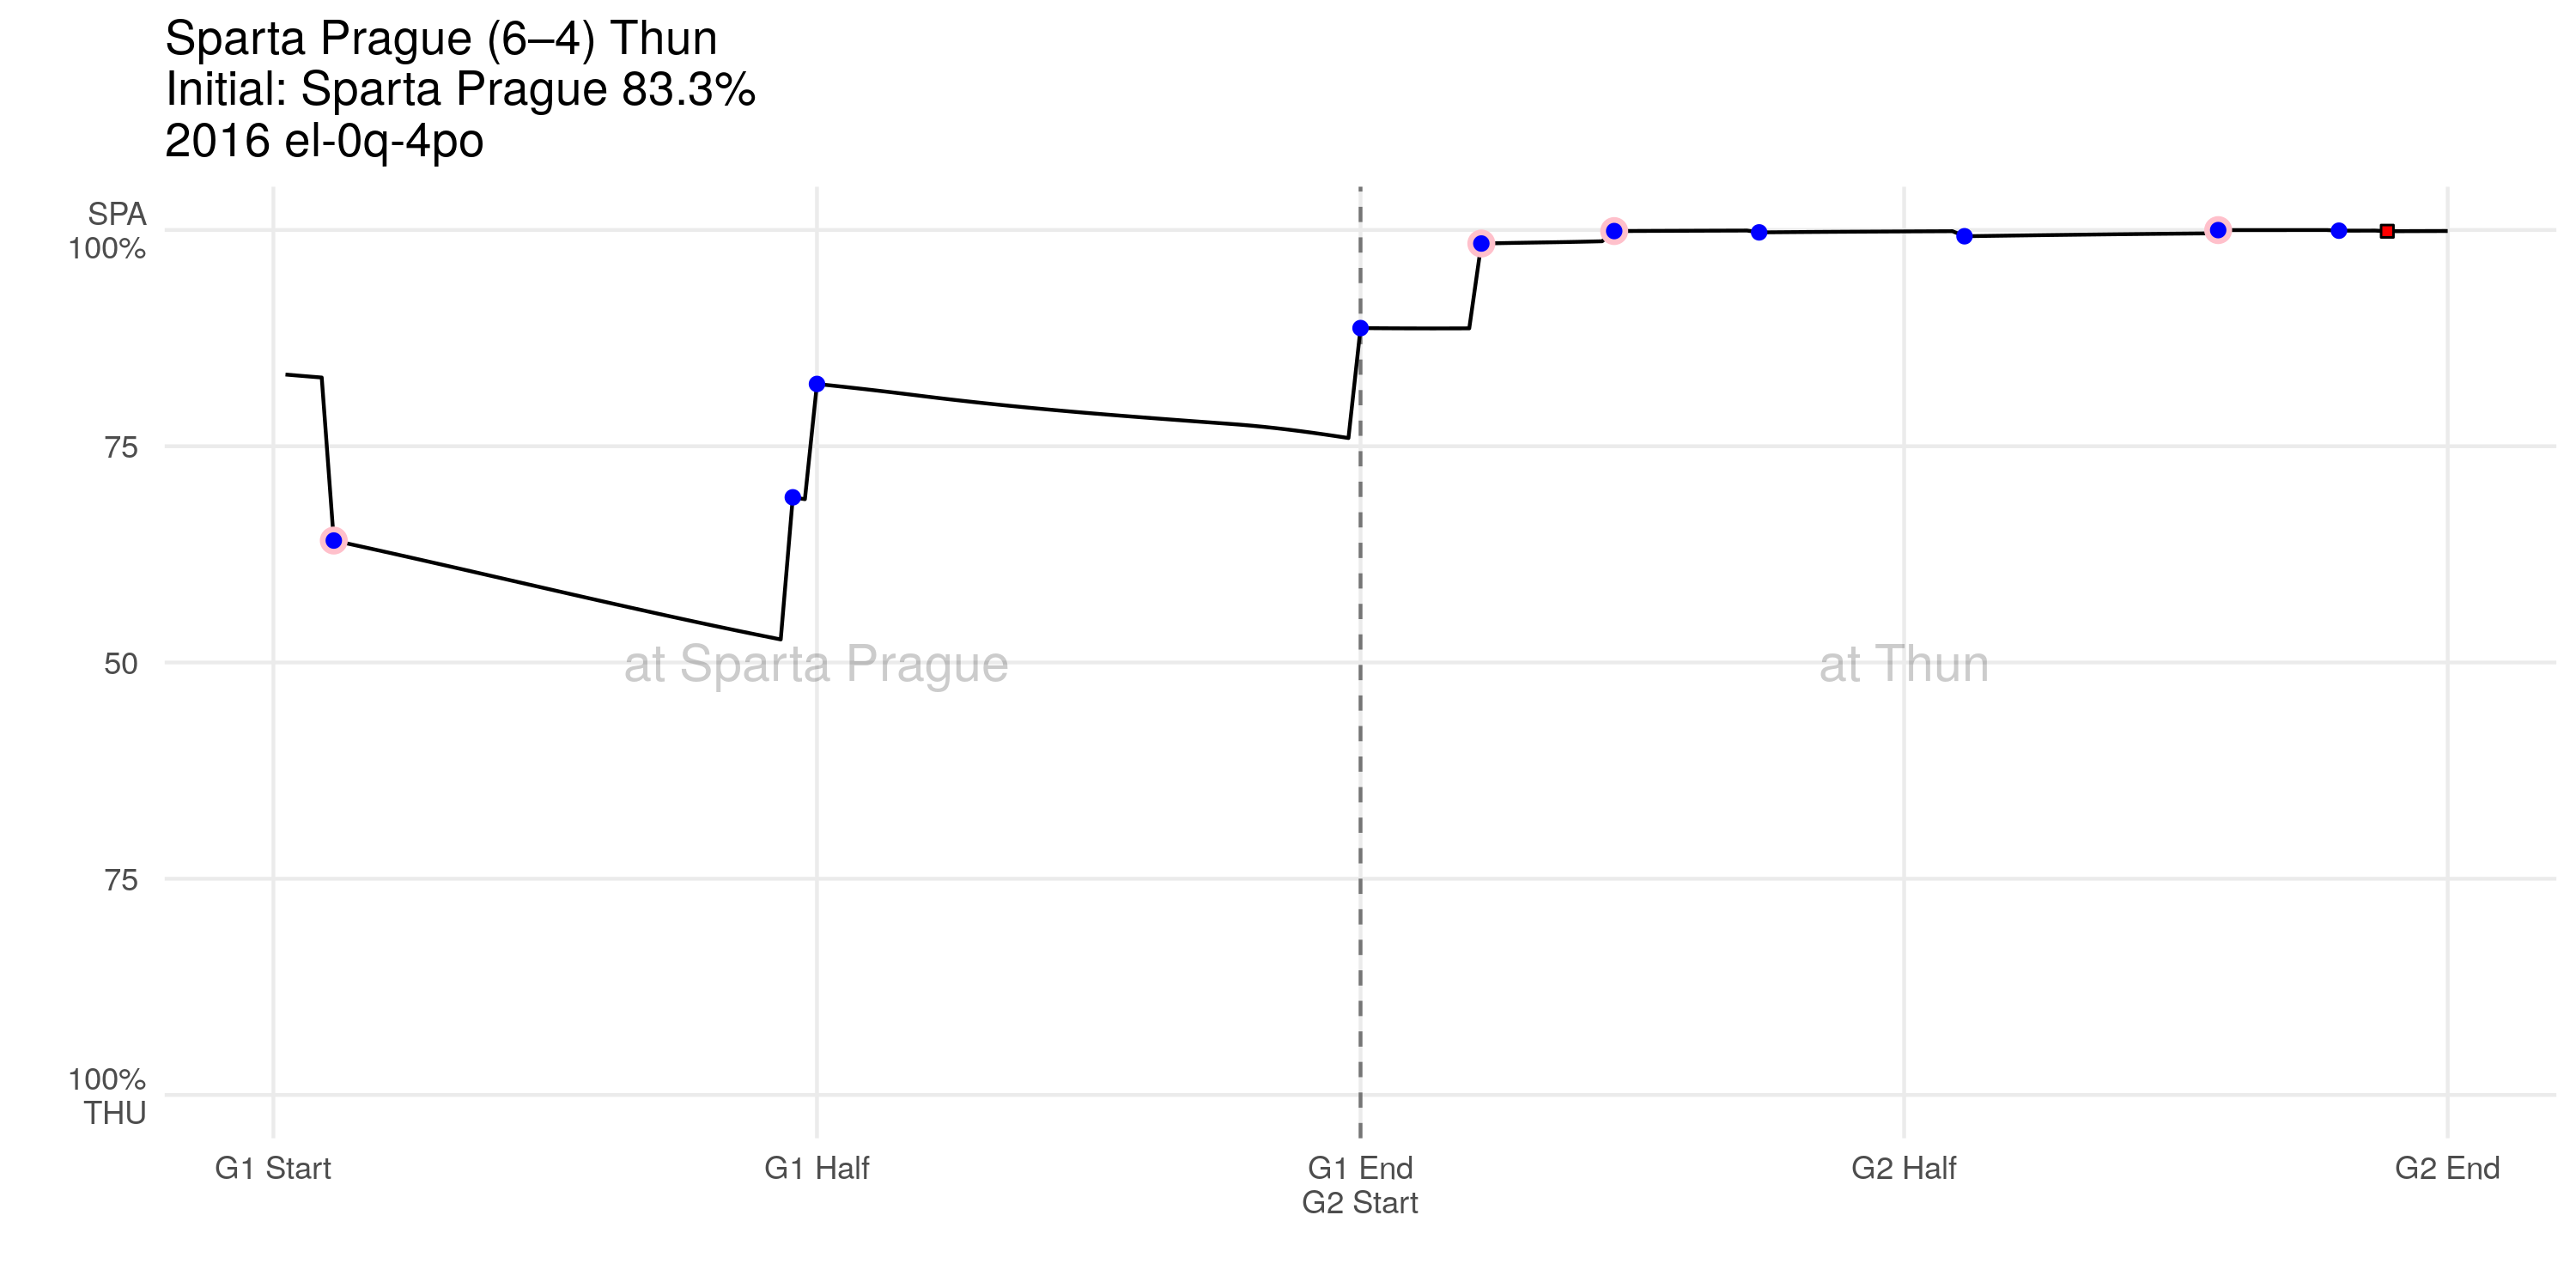 Sparta Prague (6–4) Thun
Initial: Sparta Prague 83.3%
2016 el-0q-4po
SPA
100%
75
50
75
100%
THU
at Sparta Prague
at Thun
G1 Start
G1 Half
G1 End
G2 Start
G2 Half
G2 End